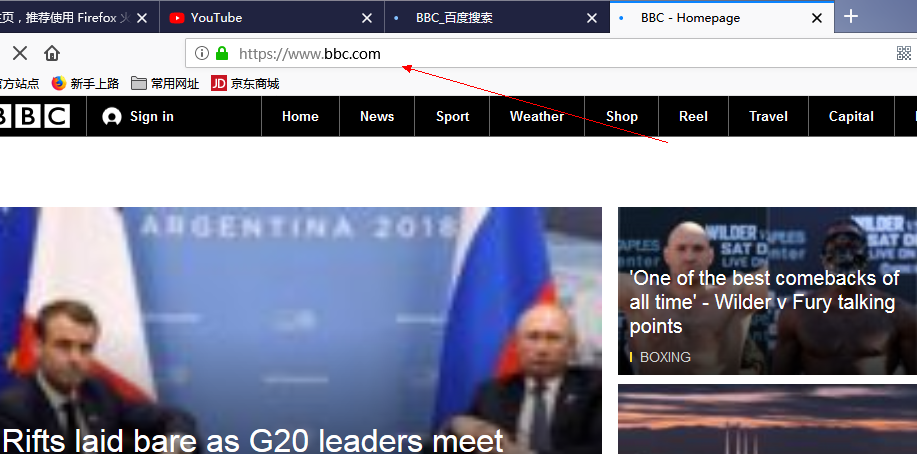 页，推荐使用 Firefox 火
YouTube
BBC_百度搜索
BBC - Homepage
https://www.bbc.com
官方站点
新手上路
常用网址
JD
京东商城
BBC
Sign in
Home
News
Sport
Weather
Shop
Reel
Travel
Capital
ARGENTINA 2018
Rifts laid bare as G20 leaders meet
WILDER
SAT D
LIVE ON
'One of the best comebacks of
all time' - Wilder v Fury talking
points
BOXING